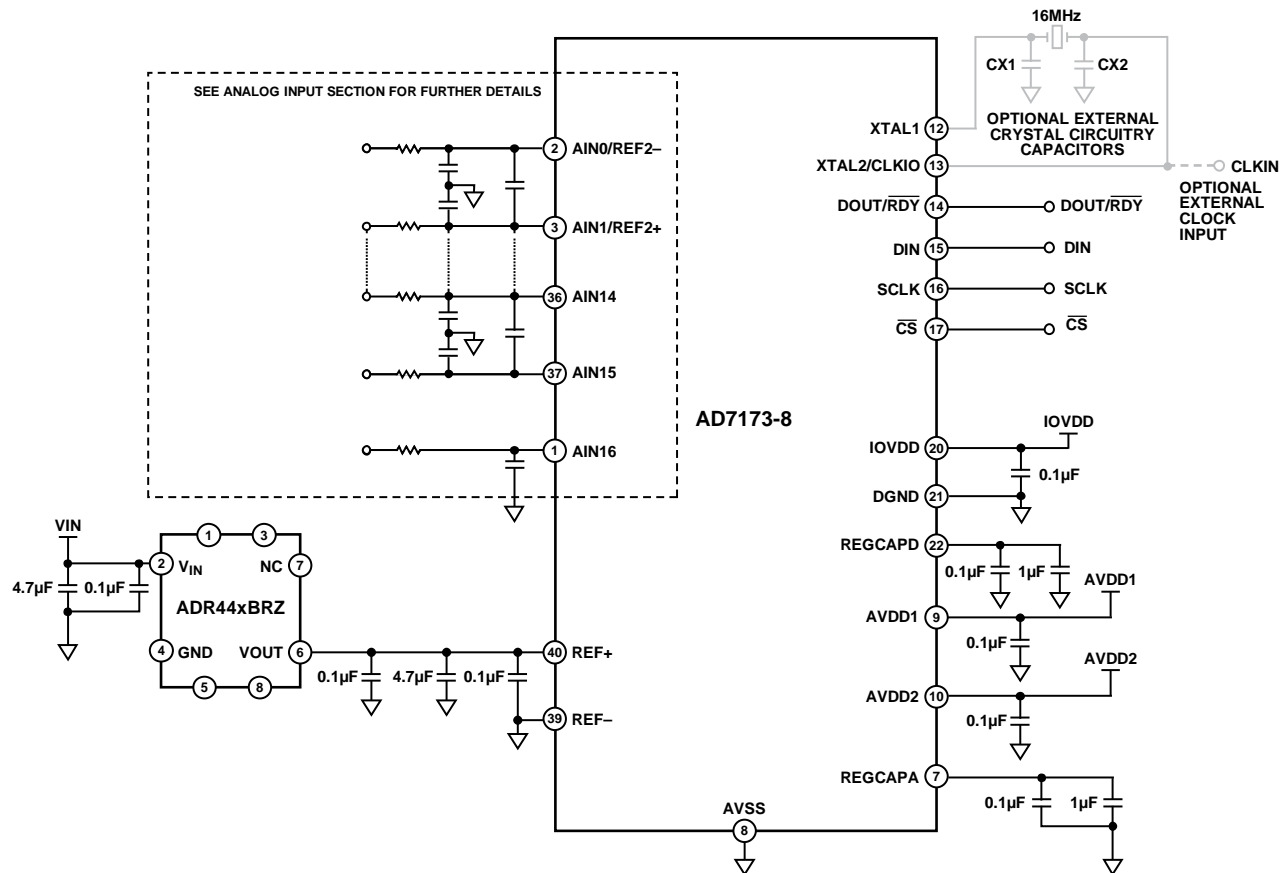 16MHz
CX1
CX2
OPTIONAL EXTERNAL
CRYSTAL CIRCUITRY
CAPACITORS
SEE ANALOG INPUT SECTION FOR FURTHER DETAILS
XTAL1
12
2
AIN0/REF2–
XTAL2/CLKIO
13
CLKIN
OPTIONAL
EXTERNAL
CLOCK
INPUT
DOUT/RDY
14
DOUT/RDY
3
AIN1/REF2+
DIN
15
DIN
36
AIN14
SCLK
16
SCLK
CS
17
CS
37
AIN15
AD7173-8
1
AIN16
IOVDD
IOVDD
20
0.1µF
DGND
21
REGCAPD
22
0.1µF
1µF
VIN
4.7µF
0.1µF
1
3
2
VIN
NC
7
ADR44xBRZ
4
GND
VOUT
6
5
8
0.1µF
4.7µF
0.1µF
40
REF+
39
REF–
AVDD1
AVDD1
9
0.1µF
AVDD2
AVDD2
10
0.1µF
REGCAPA
7
0.1µF
1µF
AVSS
8